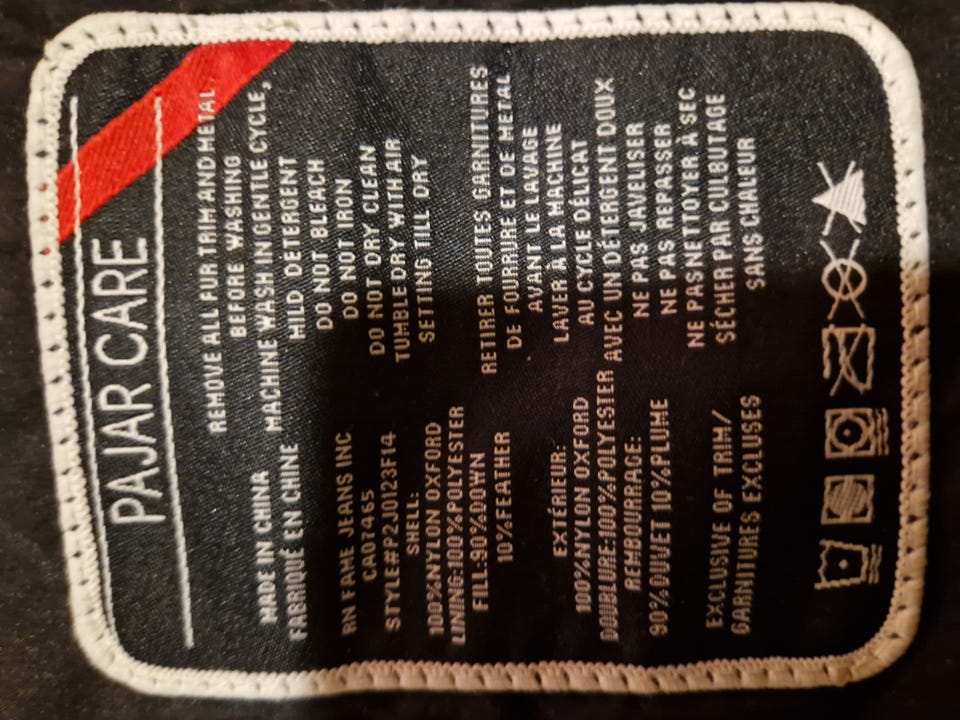 PAJAR CARE
MADE IN CHINA
FABRIQUÉ EN CHINE
RN FAME JEANS INC
CA07465
STYLE##P2J0123F14
SHELL:
100%NYLON OXFORD
LINING:100%POLYESTER
FILL:90%DOWN
10%FEATHER
EXTÉRIEUR:
100%NYLON OXFORD
DOUBLURE:100%POLYESTER
REMBOURRAGE:
90%DUVET 10%PLUME
EXCLUSIVE OF TRIM/
GARNITURES EXCLUSES
REMOVE ALL FUR TRIM AND METAL
BEFORE WASHING
MACHINE WASH IN GENTLE CYCLE,
MILD DETERGENT
DO NOT BLEACH
DO NOT IRON
DO NOT DRY CLEAN
TUMBLE DRY WITH AIR
SETTING TILL DRY
RETIRER TOUTES GARNITURES
DE FOURRURE ET DE METAL
AVANT LE LAVAGE
LAVER À LA MACHINE
AU CYCLE DÉLICAT
AVEC UN DÉTERGENT DOUX
NE PAS JAVELISER
NE PAS REPASSER
NE PAS NETTOYER À SEC
SÉCHER PAR CULBUTAGE
SANS CHALEUR